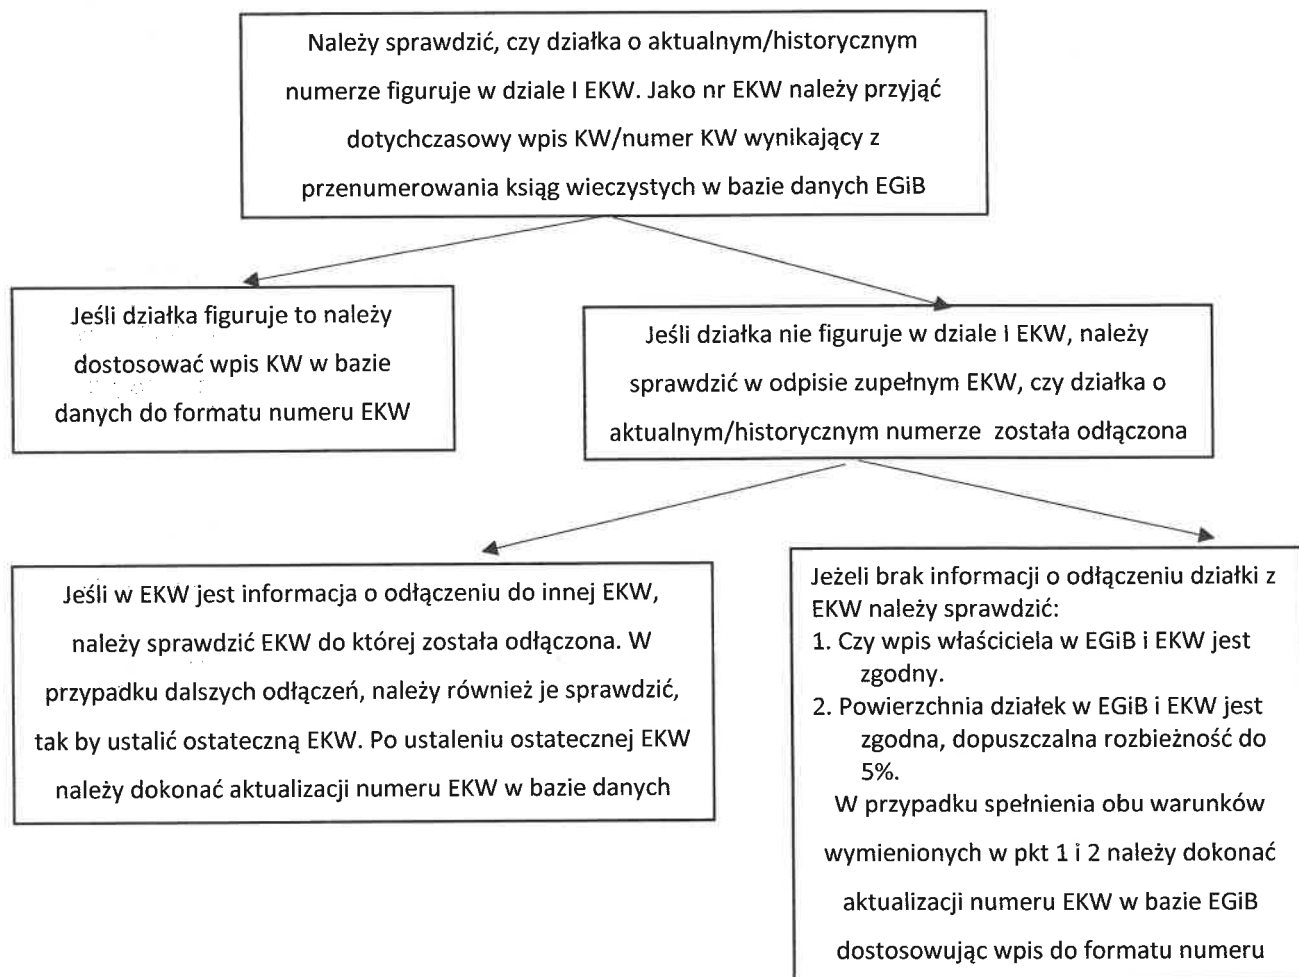 Należy sprawdzić, czy działka o aktualnym/historycznym
numerze figuruje w dziale I EKW. Jako nr EKW należy przyjąć
dotychczasowy wpis KW/numer KW wynikający z
przenumerowania ksiąg wieczystych w bazie danych EGiB
Jeśli działka figuruje to należy
dostosować wpis KW w bazie
danych do formatu numeru EKW
Jeśli działka nie figuruje w dziale I EKW, należy
sprawdzić w odpisie zupełnym EKW, czy działka o
aktualnym/historycznym numerze została odłączona
Jeśli w EKW jest informacja o odłączeniu do innej EKW,
należy sprawdzić EKW do której została odłączona. W
przypadku dalszych odłączeń, należy również je sprawdzić,
tak by ustalić ostateczną EKW. Po ustaleniu ostatecznej EKW
należy dokonać aktualizacji numeru EKW w bazie danych
Jeżeli brak informacji o odłączeniu działki z
EKW należy sprawdzić:
1. Czy wpis właściciela w EGiB i EKW jest
zgodny.
2. Powierzchnia działek w EGiB i EKW jest
zgodna, dopuszczalna rozbieżność do
5%.
W przypadku spełnienia obu warunków
wymienionych w pkt 1 i 2 należy dokonać
aktualizacji numeru EKW w bazie EGiB
dostosowując wpis do formatu numeru